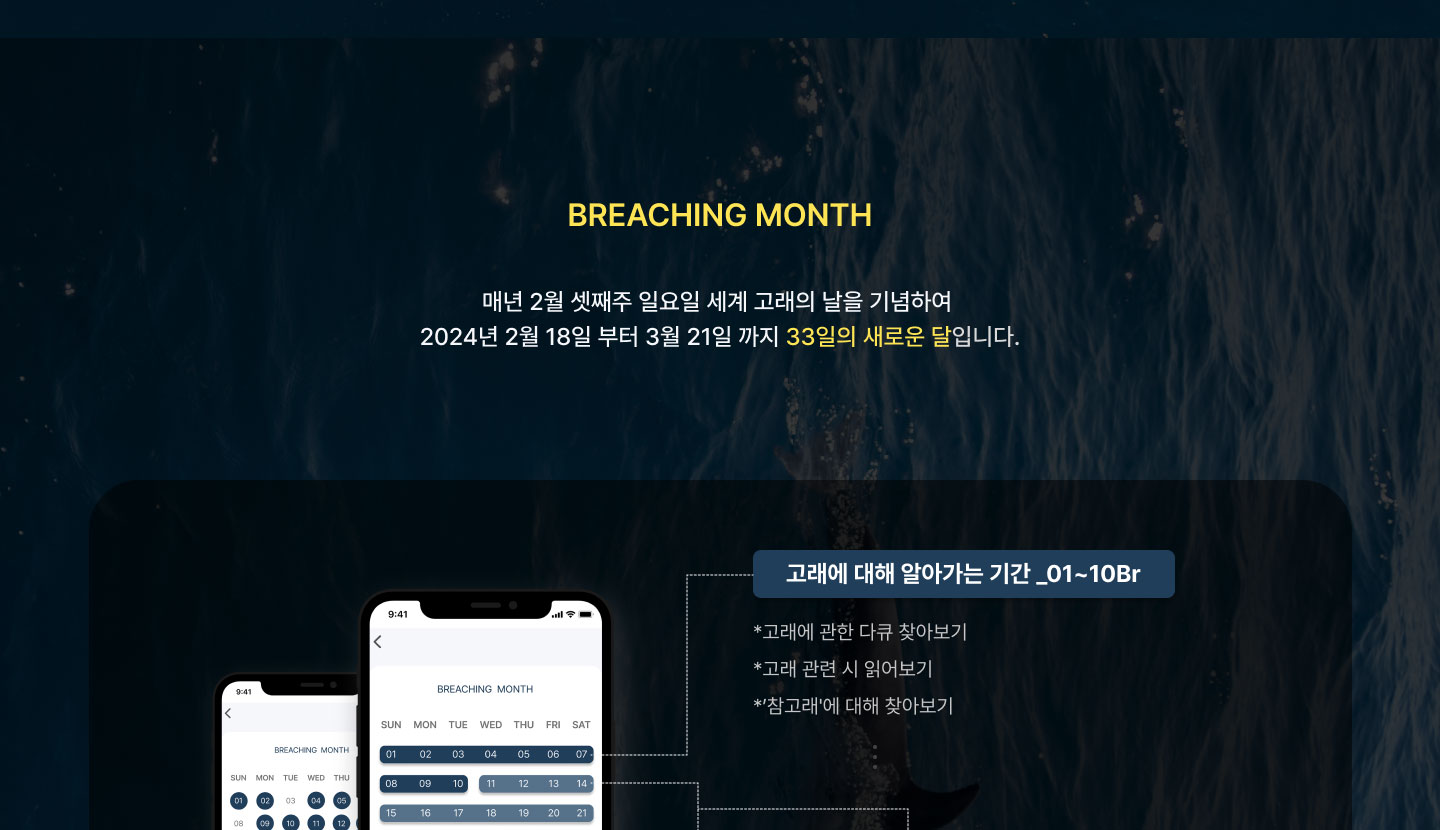 BREACHING MONTH
매년 2월 셋째주 일요일 세계 고래의 날을 기념하여
2024년 2월 18일 부터 3월 21일 까지 33일의 새로운 달입니다.
고래에 대해 알아가는 기간 _01~10Br
*고래에 관한 다큐 찾아보기
*고래 관련 시 읽어보기
*'참고래'에 대해 찾아보기
9:41
BREACHING MONTH
SUN MON TUE WED THU FRI SAT
01 02 03 04 05 06 07
08 09 10 11 12 13 14
15 16 17 18 19 20 21
9:41
BREACHING MONTH
SUN MON TUE WED THU
01 02 03 04 05
08 09 10 11 12